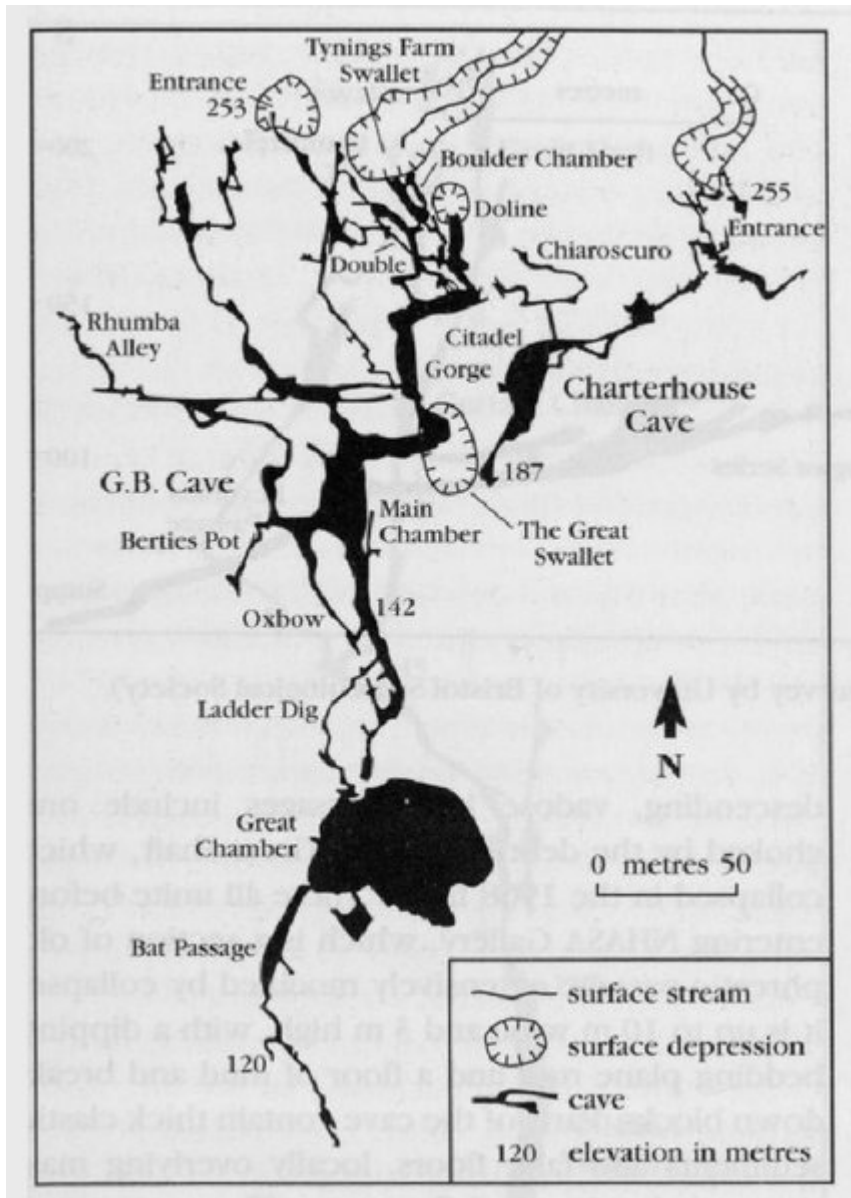 Tynings Farm
Swallet
Entrance
253
Boulder Chamber
255
Entrance
Doline
Double
Chiaroscuro
Rhumba
Alley
Citadel
Gorge
Charterhouse
Cave
G.B. Cave
187
Main
Chamber
The Great
Swallet
Berties Pot
Oxbow
142
Ladder Dig
N
Great
Chamber
0 metres 50
Bat Passage
120
surface stream
surface depression
cave
120 elevation in metres